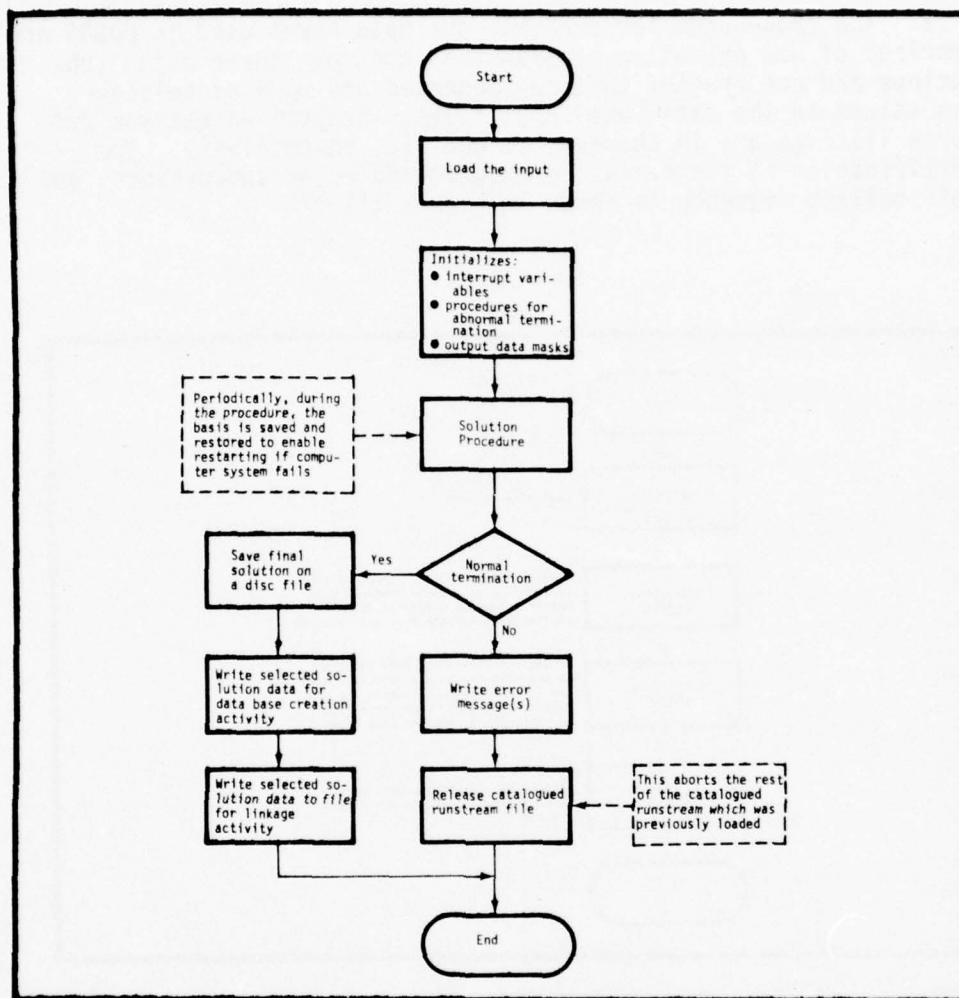 Start
Load the input
Initializes:
● interrupt vari-
ables
● procedures for
abnormal termi-
nation
● output data masks
Periodically, during
the procedure, the
basis is saved and
restored to enable
restarting if compu-
ter system fails
Solution
Procedure
Normal
termination
Yes
No
Save final
solution on
a disc file
Write selected so-
lution data for
data base creation
activity
Write selected so-
lution data to file
for linkage
activity
Write error
message(s)
Release catalogued
runstream file
This aborts the rest
of the catalogued
runstream which was
previously loaded
End